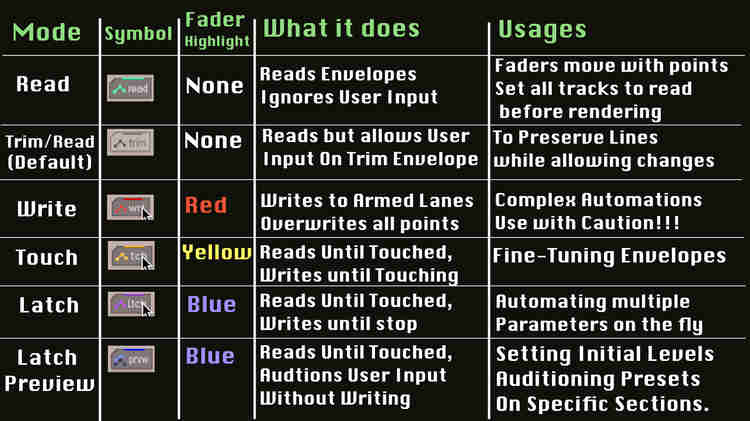 Mode Symbol Fader Highlight What it does Usages
Read read None Reads Envelopes
Ignores User Input
Faders move with points
Set all tracks to read
before rendering
Trim/Read
(Default)
trim None Reads but allows User
Input On Trim Envelope
To Preserve Lines
while allowing changes
Write Red Writes to Armed Lanes
Overwrites all points
Complex Automations
Use with Caution!!!
Touch Yellow Reads Until Touched,
Writes until Touching
Fine-Tuning Envelopes
Latch Blue Reads Until Touched,
Writes until stop
Automating multiple
Parameters on the fly
Latch
Preview
prvw Blue Reads Until Touched,
Audtions User Input
Without Writing
Setting Initial Levels
Auditioning Presets
On Specific Sections.